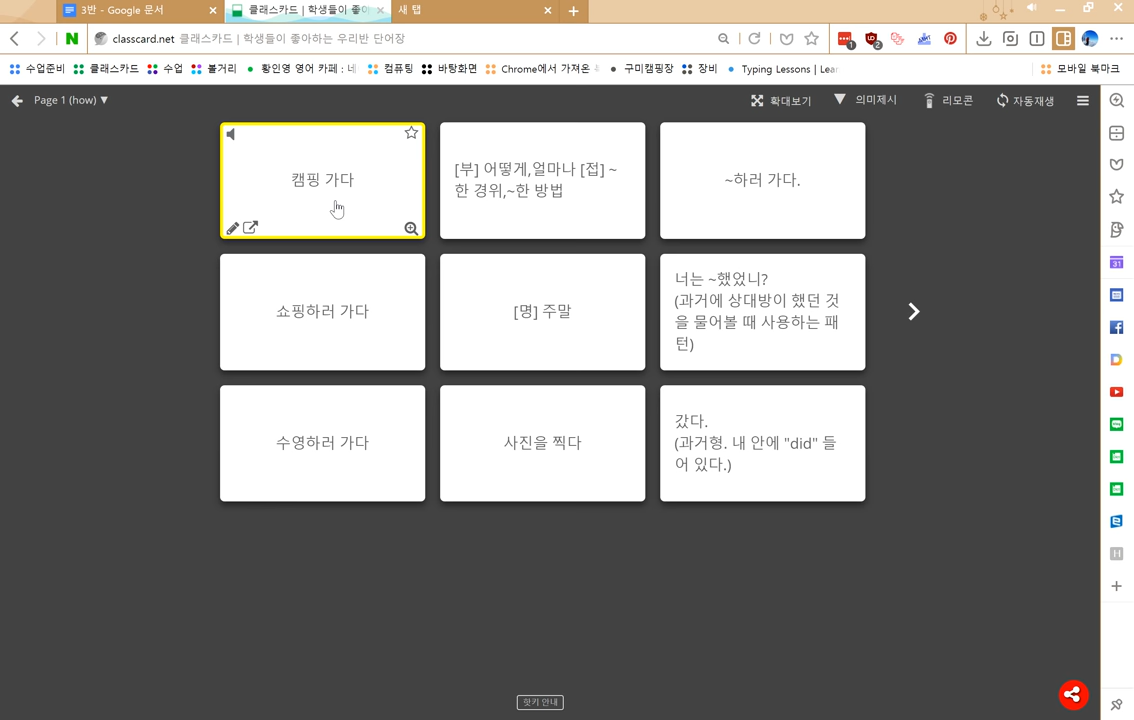 3반 - Google 문서
클래스카드 | 학생들이 좋아
새 탭
N
classcard.net 클래스카드 | 학생들이 좋아하는 우리반 단어장
1
2
수업준비
클래스카드
수업
볼거리
황인영 영어 카페 : 네
컴퓨팅
바탕화면
Chrome에서 가져온
구미캠핑장
장비
Typing Lessons | Lear
모바일 북마크
Page 1 (how) ▼
확대보기
의미제시
리모콘
자동재생
캠핑 가다
[부] 어떻게,얼마나 [접] ~
한 경위,~한 방법
~하러 가다.
쇼핑하러 가다
[명] 주말
너는 ~했었니?
(과거에 상대방이 했던 것
을 물어볼 때 사용하는 패
턴)
수영하러 가다
사진을 찍다
갔다.
(과거형. 내 안에 "did" 들
어 있다.)
핫키 안내
31
H